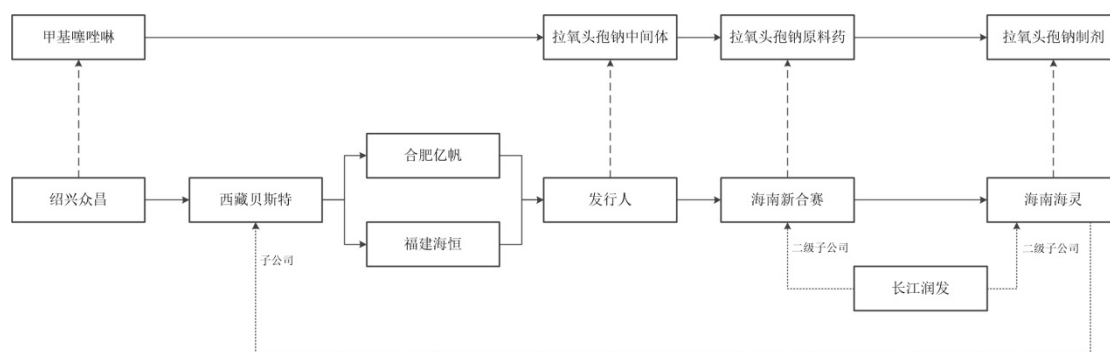 甲基噻唑啉
拉氧头孢钠中间体
拉氧头孢钠原料药
拉氧头孢钠制剂
合肥亿帆
绍兴众昌
西藏贝斯特
发行人
海南新合赛
海南海灵
福建海恒
子公司
二级子公司
二级子公司
长江润发